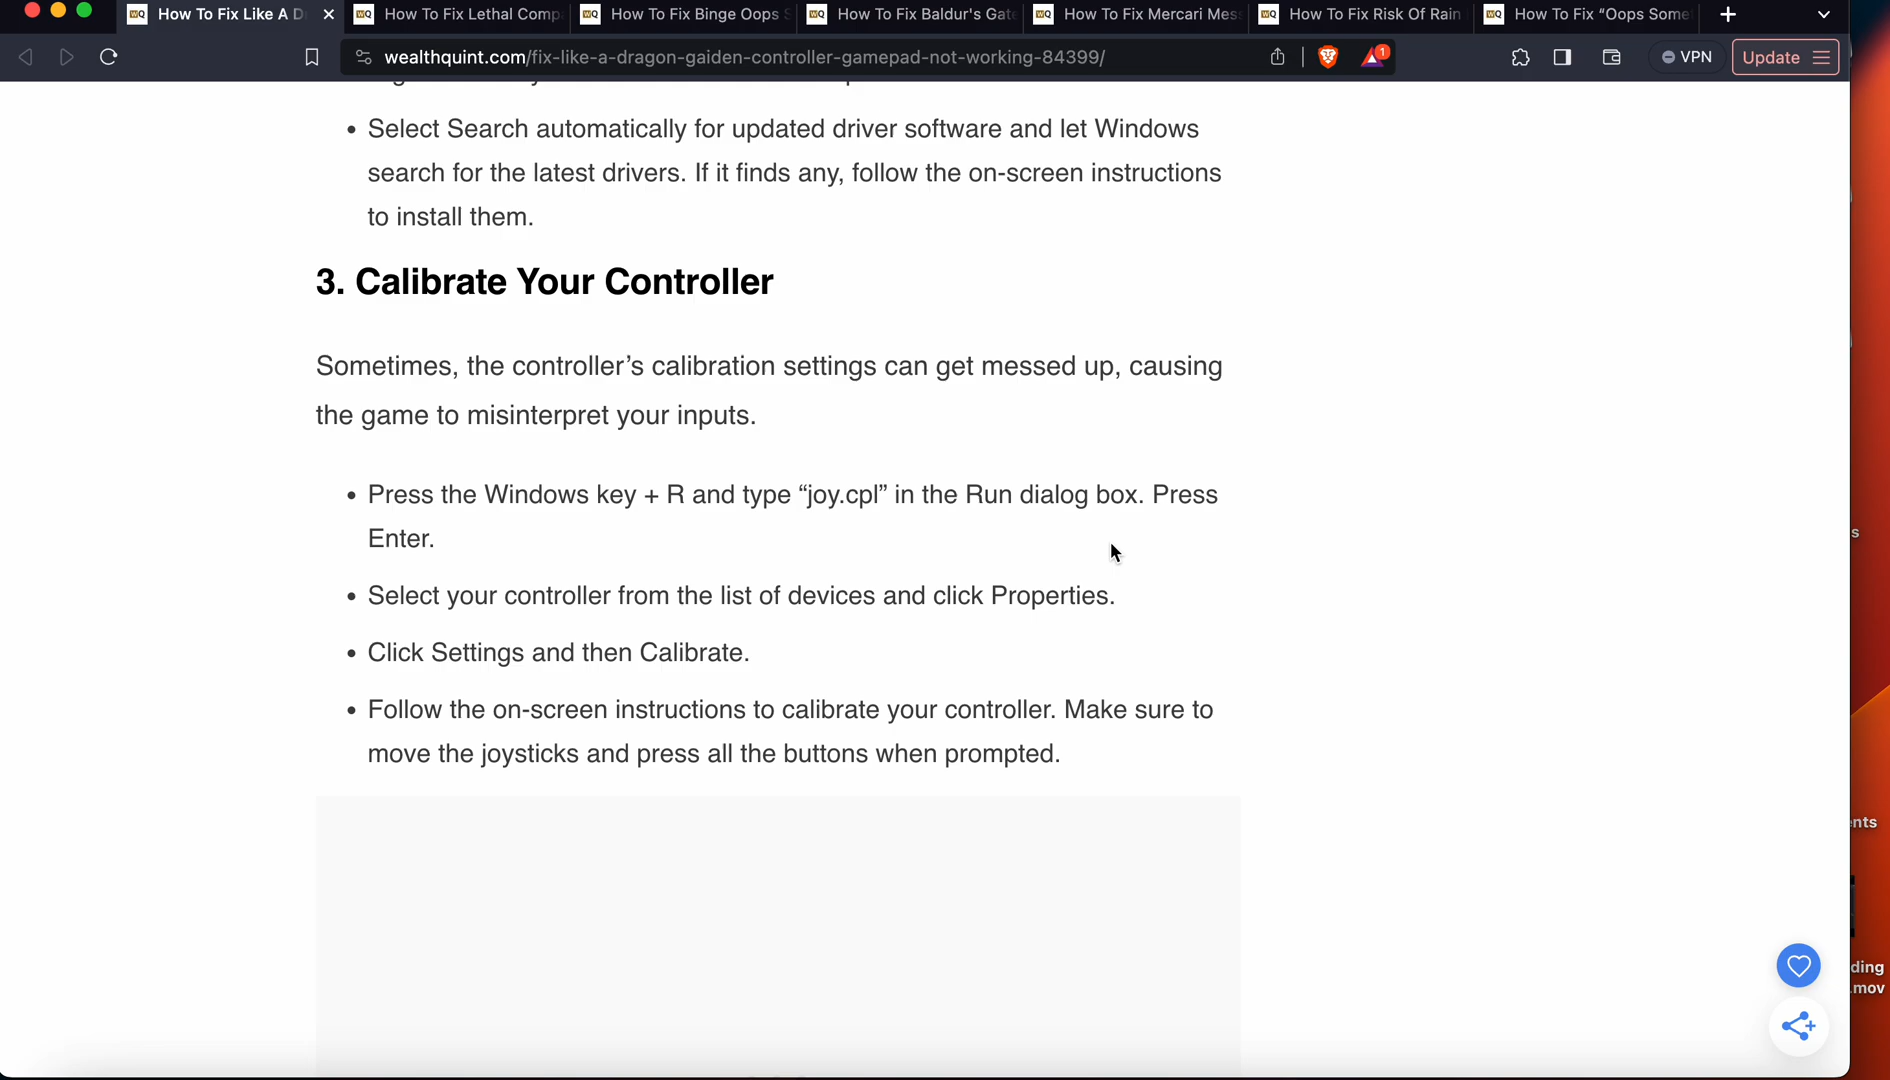 How To Fix Like A D
How To Fix Lethal Comp
How To Fix Binge Oops S
How To Fix Baldur's Gate
How To Fix Mercari Mes
How To Fix Risk Of Rain
How To Fix “Oops Some
wealthquint.com/fix-like-a-dragon-gaiden-controller-gamepad-not-working-84399/
1
VPN
Update
• Select Search automatically for updated driver software and let Windows
search for the latest drivers. If it finds any, follow the on-screen instructions
to install them.
3. Calibrate Your Controller
Sometimes, the controller’s calibration settings can get messed up, causing
the game to misinterpret your inputs.
• Press the Windows key + R and type “joy.cpl” in the Run dialog box. Press
Enter.
• Select your controller from the list of devices and click Properties.
• Click Settings and then Calibrate.
• Follow the on-screen instructions to calibrate your controller. Make sure to
move the joysticks and press all the buttons when prompted.
s
ents
ding
.mov